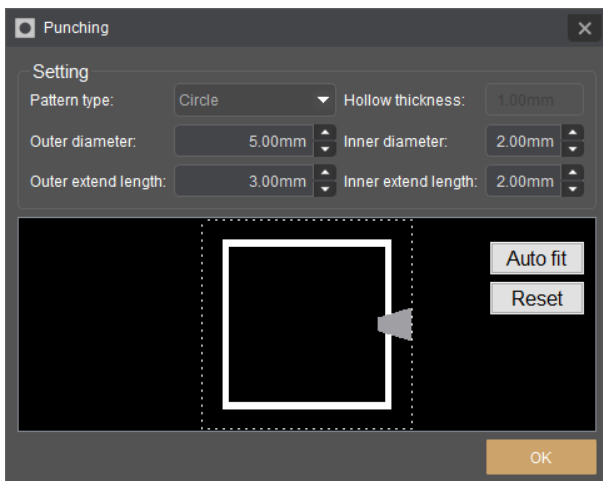 Punching
Setting
Pattern type: Circle Hollow thickness: 1.00mm
Outer diameter: 5.00mm Inner diameter: 2.00mm
Outer extend length: 3.00mm Inner extend length: 2.00mm
Auto fit
Reset
OK